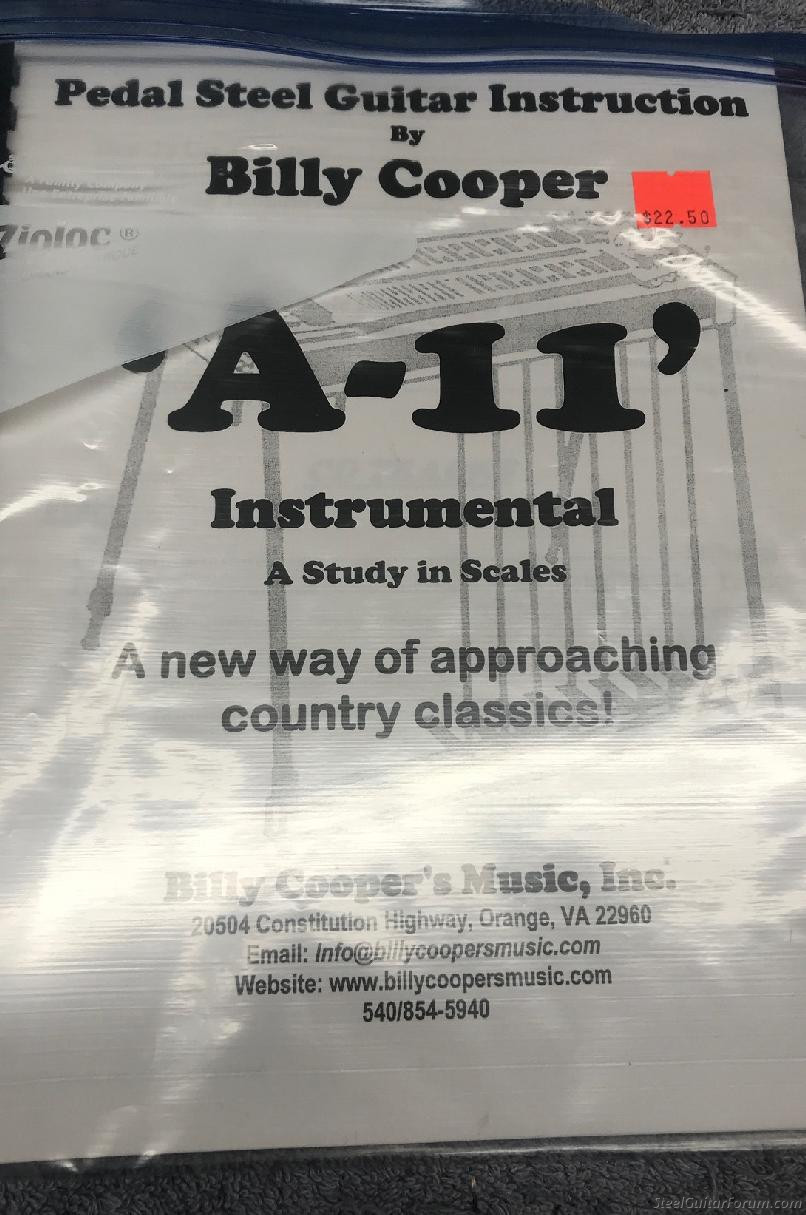 Pedal Steel Guitar Instruction
By
Billy Cooper
$22.50
Ziploc®
'A-11'
Instrumental
A Study in Scales
A new way of approaching
country classics!
Billy Cooper's Music, Inc.
20504 Constitution Highway, Orange, VA 22960
Email: Info@billycoopersmusic.com
Website: www.billycoopersmusic.com
540/854-5940
SteelGuitarForum.com